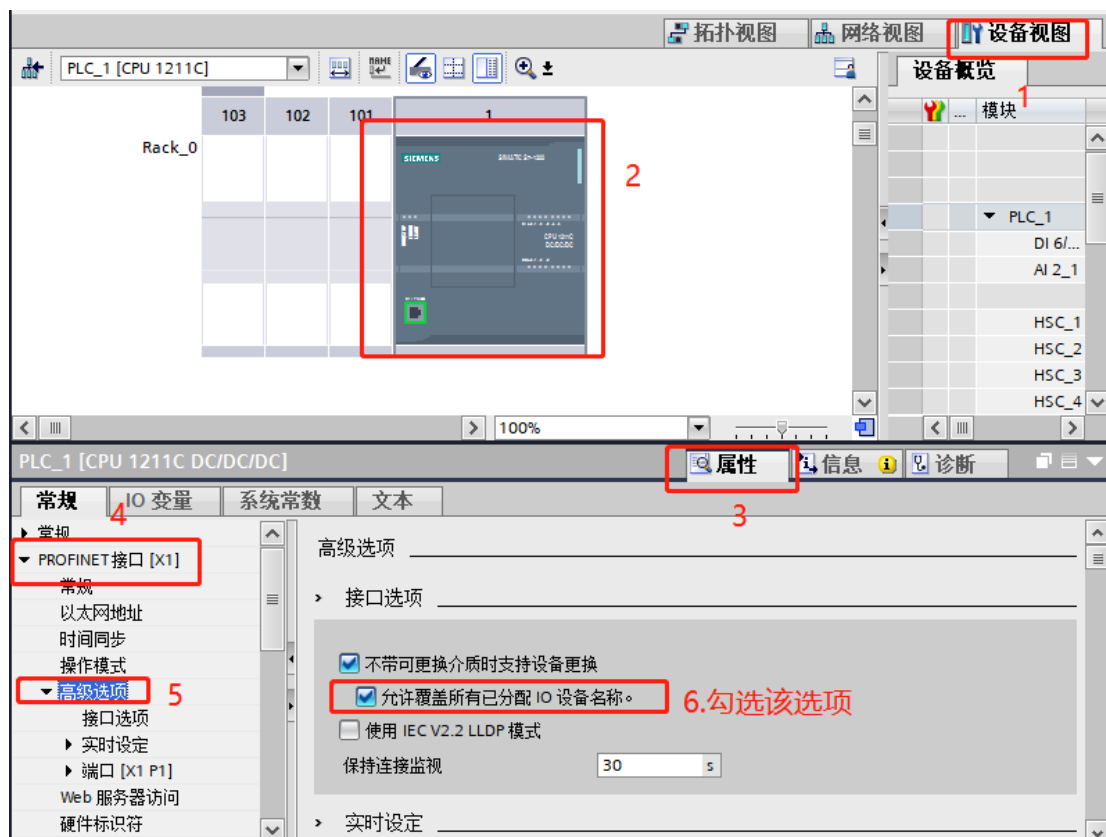 拓扑视图 网络视图 设备视图
PLC_1 [CPU 1211C] 设备概览
1
103 102 101 1 ... 模块
Rack_0
SIEMENS SIMATIC S7-1200
2
PLC_1
CPU 1211C
DC/DC/DC
DI 6/...
AI 2_1
HSC_1
HSC_2
HSC_3
HSC_4
100%
PLC_1 [CPU 1211C DC/DC/DC] 属性 信息 诊断
3
常规 IO 变量 系统常数 文本
4
常规
PROFINET接口 [X1]
常规
以太网地址
时间同步
操作模式
高级选项 5
接口选项
实时设定
端口 [X1 P1]
Web 服务器访问
硬件标识符
高级选项
接口选项
不带可更换介质时支持设备更换
允许覆盖所有已分配 IO 设备名称。 6.勾选该选项
使用 IEC V2.2 LLDP 模式
保持连接监视 30 s
实时设定